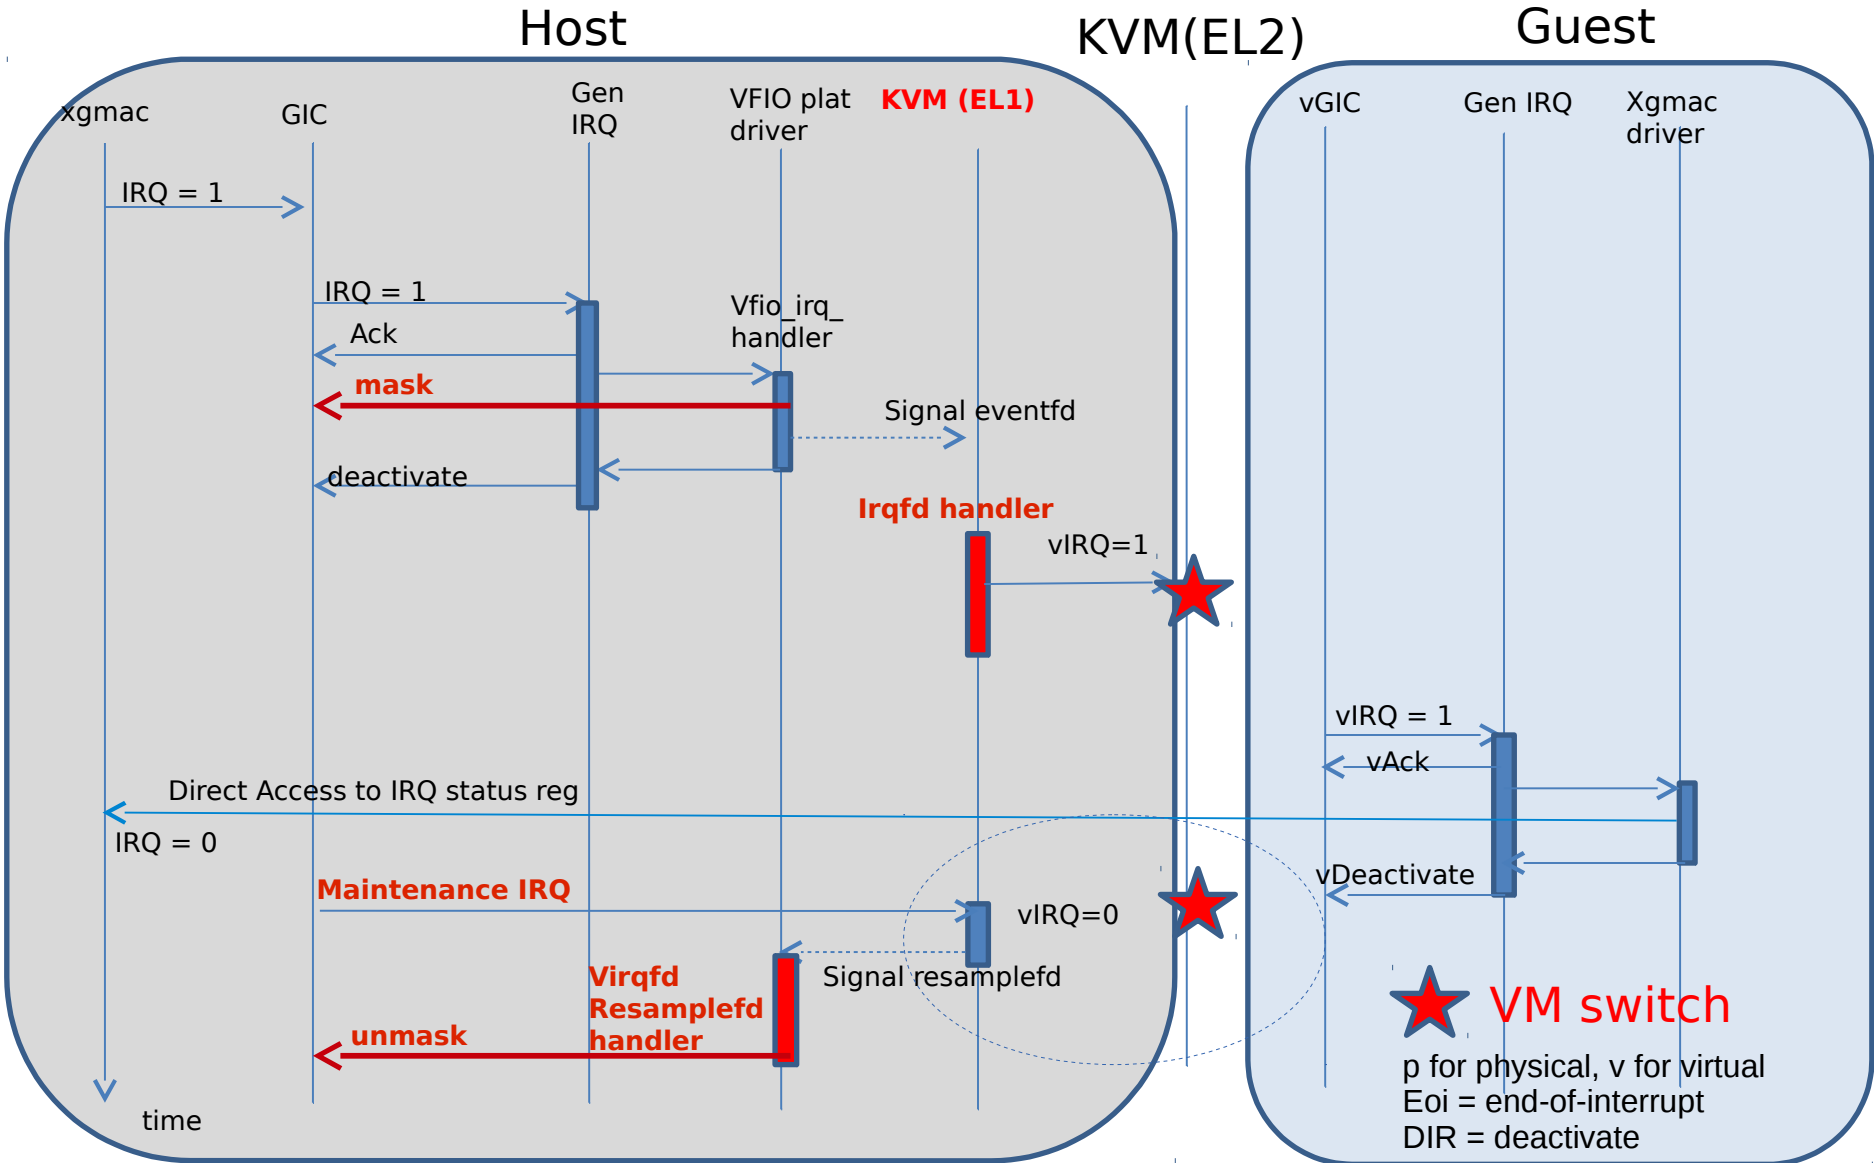 Host
KVM(EL2)
Guest
xgmac
GIC
Gen
IRQ
VFIO plat
driver
KVM (EL1)
vGIC
Gen IRQ
Xgmac
driver
IRQ = 1
IRQ = 1
Ack
Vfio_irq_
handler
mask
Signal eventfd
deactivate
Irqfd handler
vIRQ=1
vIRQ = 1
vAck
Direct Access to IRQ status reg
IRQ = 0
vDeactivate
Maintenance IRQ
vIRQ=0
Signal resamplefd
Virqfd
Resamplefd
handler
unmask
VM switch
p for physical, v for virtual
Eoi = end-of-interrupt
DIR = deactivate
time